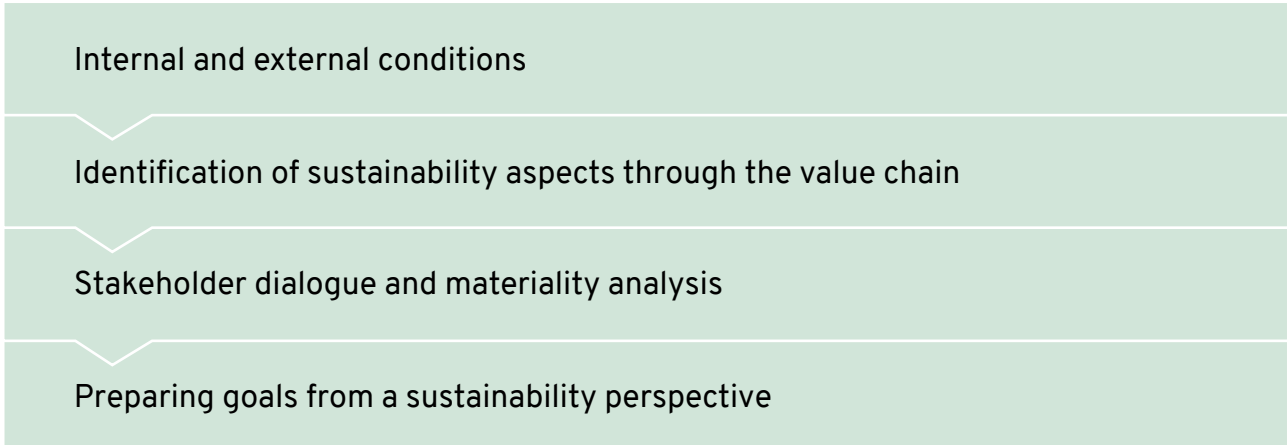 Internal and external conditions
Identification of sustainability aspects through the value chain
Stakeholder dialogue and materiality analysis
Preparing goals from a sustainability perspective